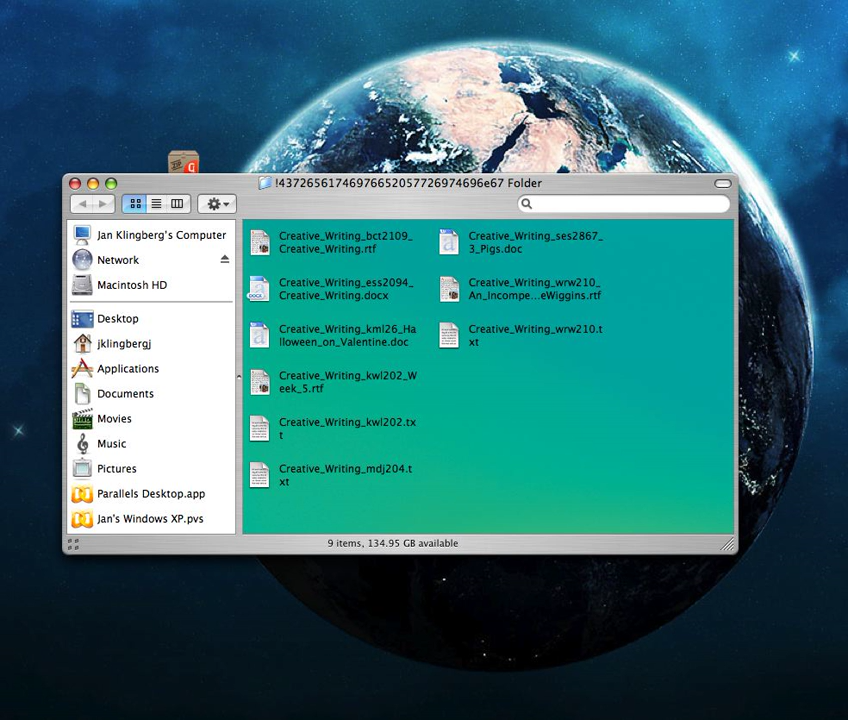 !437265617469766520577726974696e67 Folder
Jan Klingberg's Computer
Network
Macintosh HD
Desktop
jklingbergj
Applications
Documents
Movies
Music
Pictures
Parallels Desktop.app
Jan's Windows XP.pvs
Creative_Writing_bct2109_
Creative_Writing.rtf
Creative_Writing_ess2094_
Creative_Writing.docx
Creative_Writing_kml26_Ha
lloween_on_Valentine.doc
Creative_Writing_kwl202_W
eek_5.rtf
Creative_Writing_kwl202.tx
t
Creative_Writing_mdj204.t
xt
Creative_Writing_ses2867_
3_Pigs.doc
Creative_Writing_wrw210_
An_Incompe...eWiggins.rtf
Creative_Writing_wrw210.t
xt
9 items, 134.95 GB available